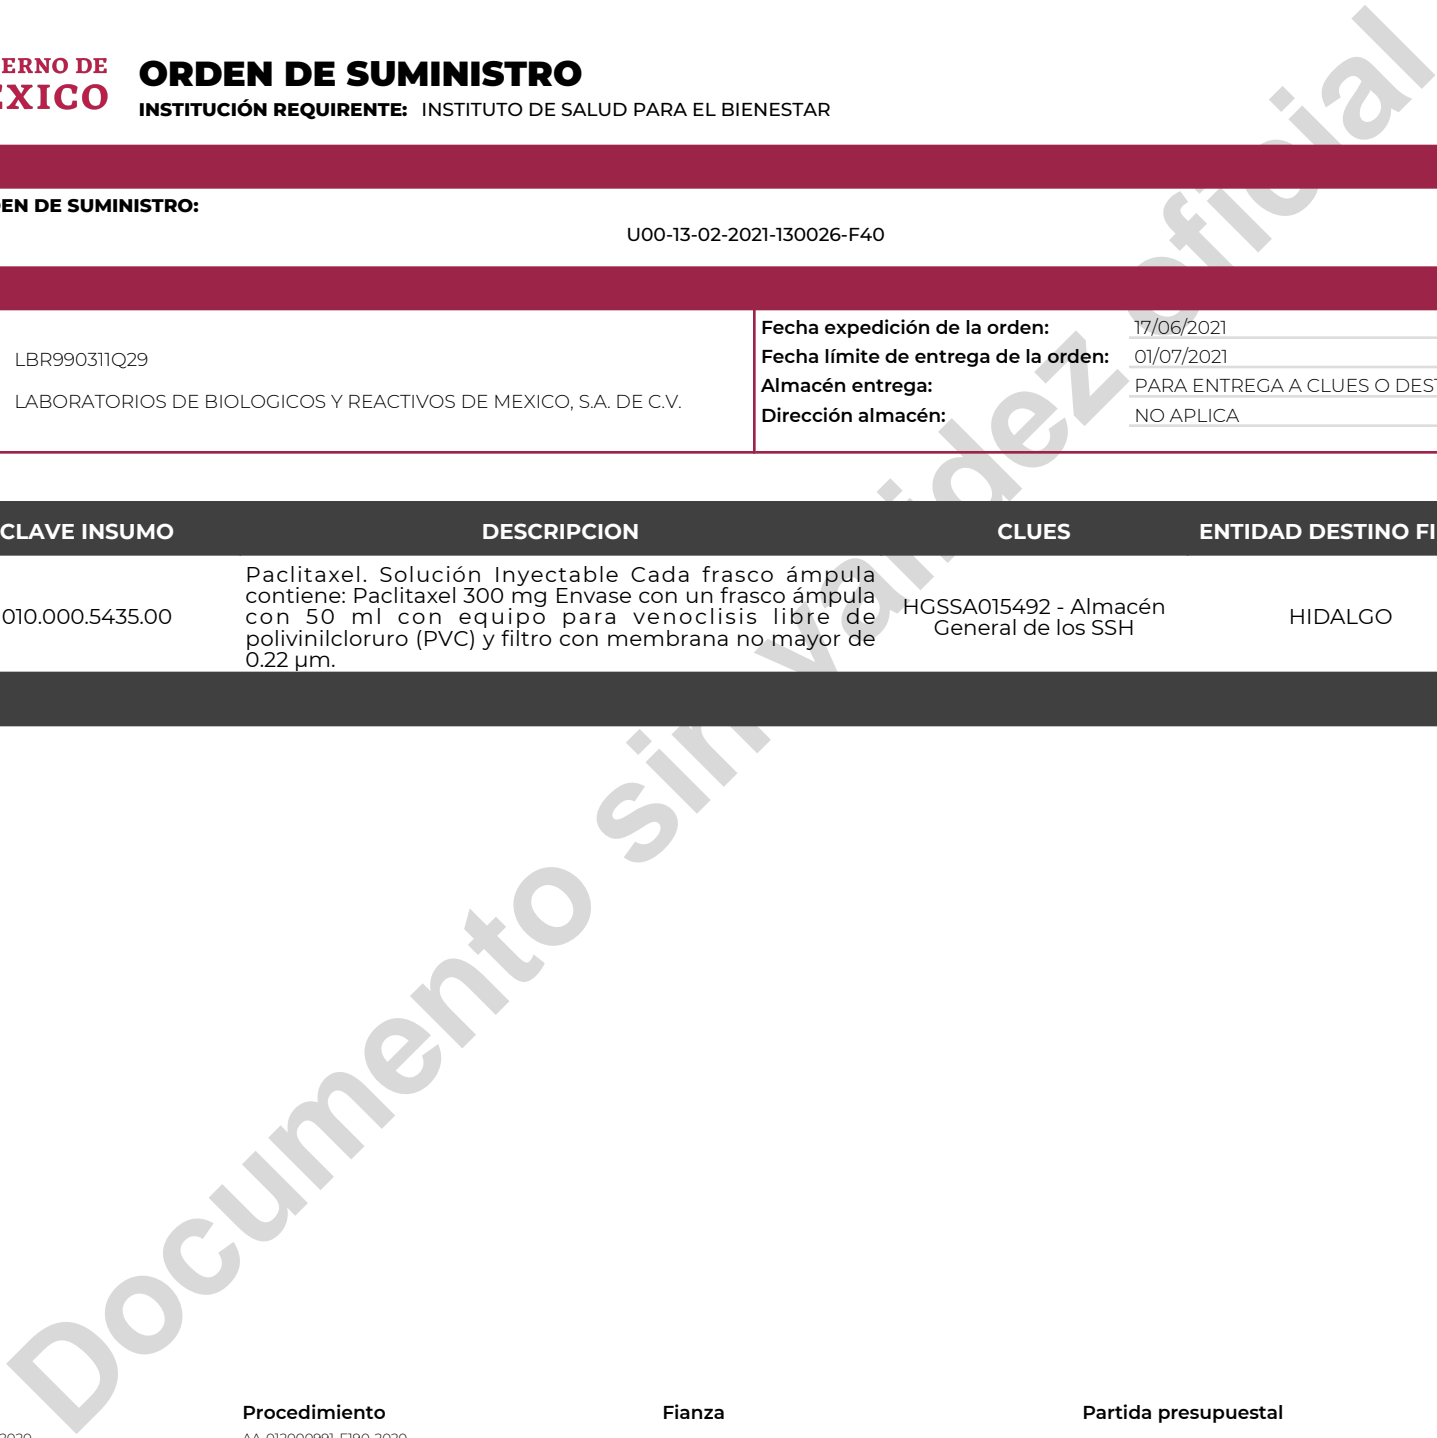 ERNO DE
ÉXICO
ORDEN DE SUMINISTRO
INSTITUCIÓN REQUIRENTE: INSTITUTO DE SALUD PARA EL BIENESTAR
EN DE SUMINISTRO:
U00-13-02-2021-130026-F40
LBR990311Q29
LABORATORIOS DE BIOLOGICOS Y REACTIVOS DE MEXICO, S.A. DE C.V.
Fecha expedición de la orden: 17/06/2021
Fecha límite de entrega de la orden: 01/07/2021
Almacén entrega: PARA ENTREGA A CLUES O DEST
Dirección almacén: NO APLICA
CLAVE INSUMO DESCRIPCION CLUES ENTIDAD DESTINO FI
010.000.5435.00
Paclitaxel. Solución Inyectable Cada frasco ámpula
contiene: Paclitaxel 300 mg Envase con un frasco ámpula
con 50 ml con equipo para venoclisis libre de
polivinilcloruro (PVC) y filtro con membrana no mayor de
0.22 µm.
HGSSA015492 - Almacén
General de los SSH
HIDALGO
Documento sin validez oficial
Procedimiento Fianza Partida presupuestal